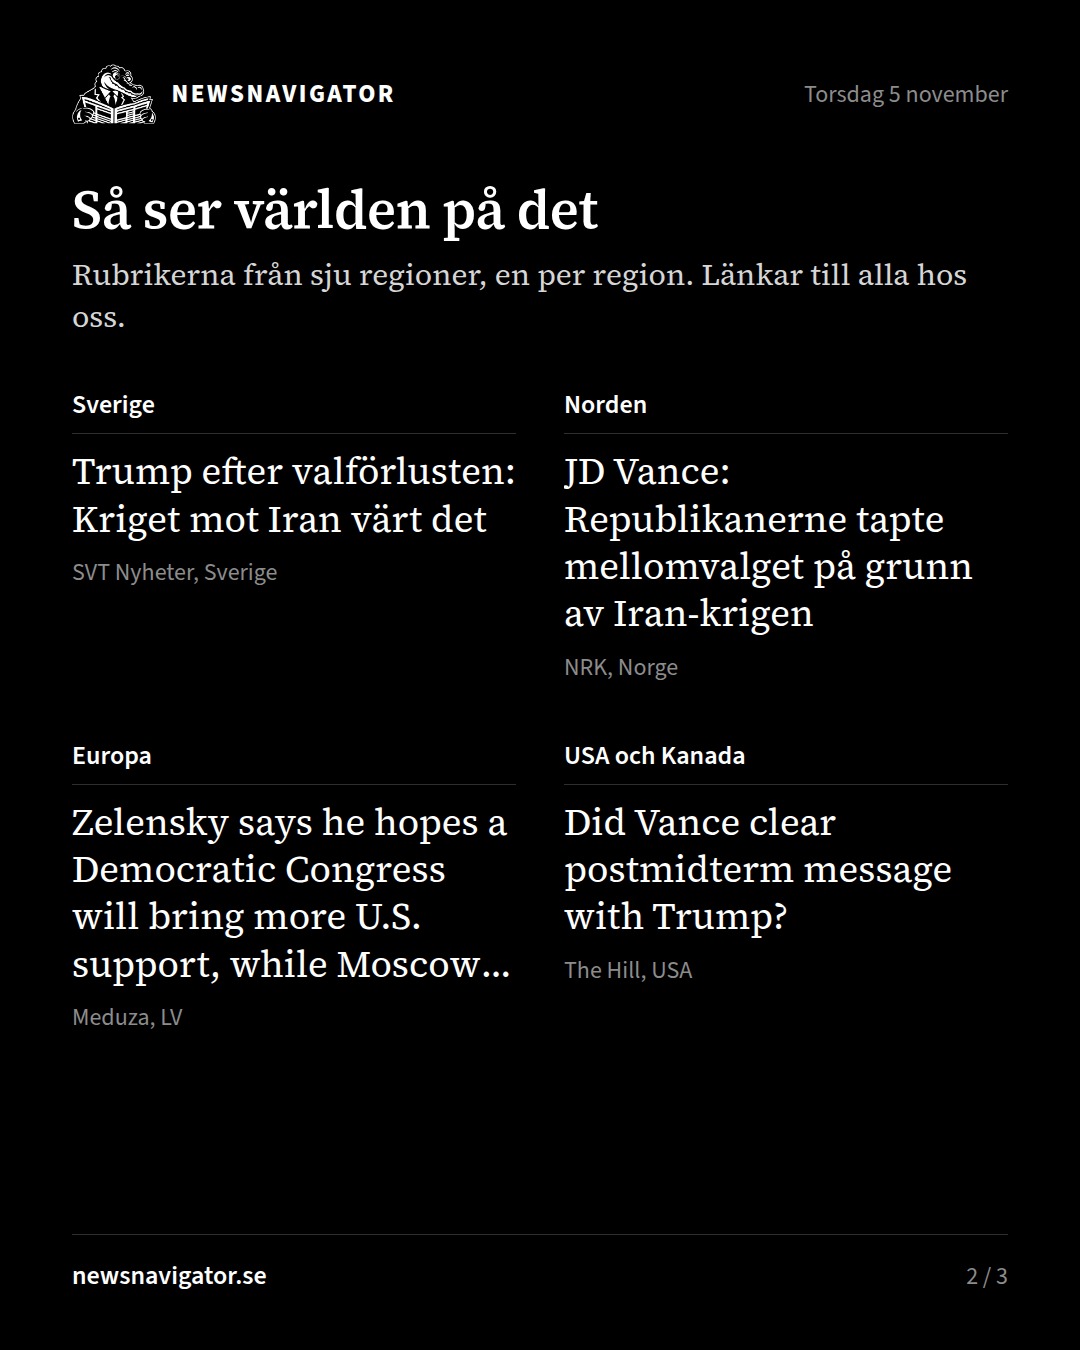 NEWSNAVIGATOR
Torsdag 5 november
Så ser världen på det
Rubrikerna från sju regioner, en per region. Länkar till alla hos
oss.
Sverige
Trump efter valförlusten:
Kriget mot Iran värt det
SVT Nyheter, Sverige
Norden
JD Vance:
Republikanerne tapte
mellomvalget på grunn
av Iran-krigen
NRK, Norge
Europa
Zelensky says he hopes a
Democratic Congress
will bring more U.S.
support, while Moscow...
Meduza, LV
USA och Kanada
Did Vance clear
postmidterm message
with Trump?
The Hill, USA
newsnavigator.se
2 / 3